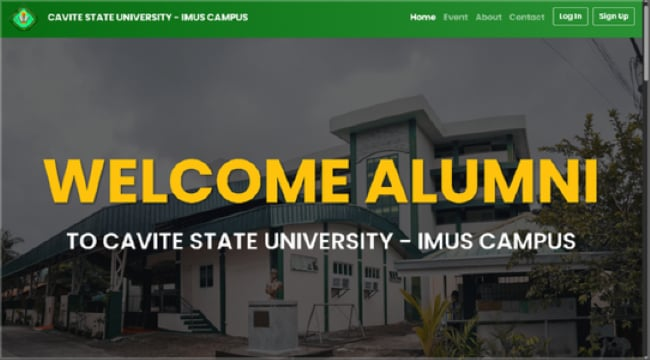 CAVITE STATE UNIVERSITY - IMUS CAMPUS
Home Event About Contact Log In Sign Up
WELCOME ALUMNI
TO CAVITE STATE UNIVERSITY - IMUS CAMPUS